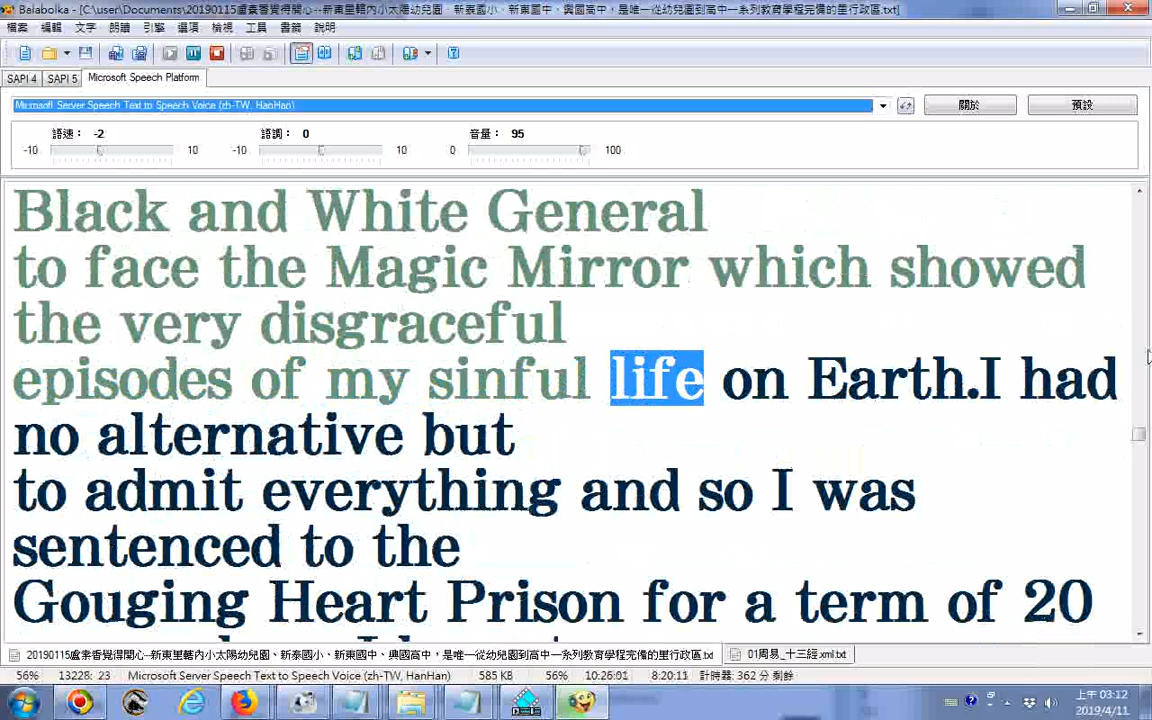 Balabolka - [C:\user\Documents\20190115盧素香覺得開心--新東里轄內小太陽幼兒園、新泰國小、新東國中、興國高中，是唯一從幼兒園到高中一系列教育學程完備的里行政區.txt]
檔案 編輯 文字 朗讀 引擎 選項 檢視 工具 書籤 說明
SAPI 4 SAPI 5 Microsoft Speech Platform
Microsoft Server Speech Text to Speech Voice (zh-TW, HanHan) 關於 預設
語速： -2 語調： 0 音量： 95
-10 10 -10 10 0 100
Black and White General
to face the Magic Mirror which showed
the very disgraceful
episodes of my sinful life on Earth.I had
no alternative but
to admit everything and so I was
sentenced to the
Gouging Heart Prison for a term of 20
20190115盧素香覺得開心--新東里轄內小太陽幼兒園、新泰國小、新東國中、興國高中，是唯一從幼兒園到高中一系列教育學程完備的里行政區.txt 01周易_十三經.xml.txt
56% 13228: 23 Microsoft Server Speech Text to Speech Voice (zh-TW, HanHan) 585 KB 56% 10:26:01 8:20:11 計時器: 362 分 剩餘
上午 03:12
2019/4/11